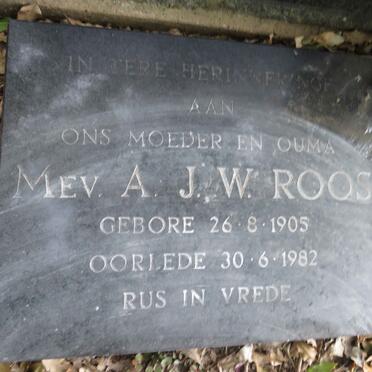 IN TERE HERINNERING
AAN
ONS MOEDER EN OUMA
MEV. A. J. W. ROOS
GEBORE 26·8·1905
OORLEDE 30·6·1982
RUS IN VREDE